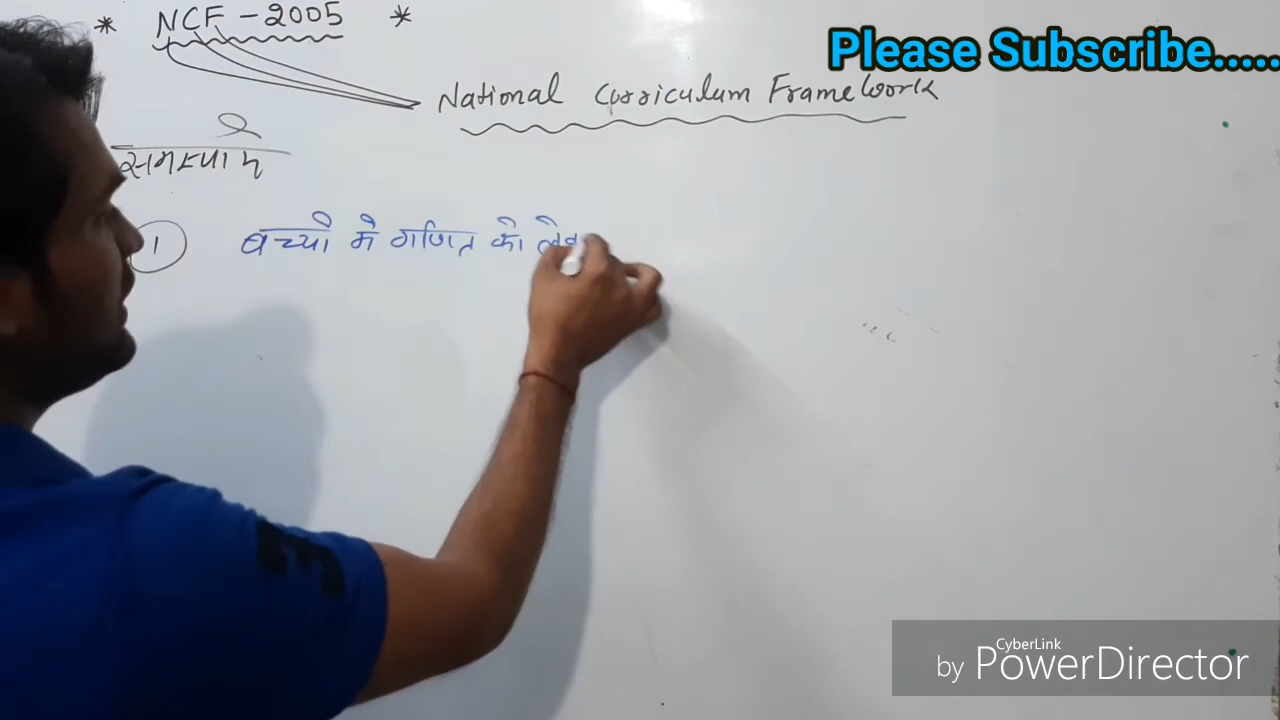 * NCF - 2005 *
Please Subscribe.....
National Curriculum Framework
1 बच्चो मे गणित को
CyberLink
by PowerDirector